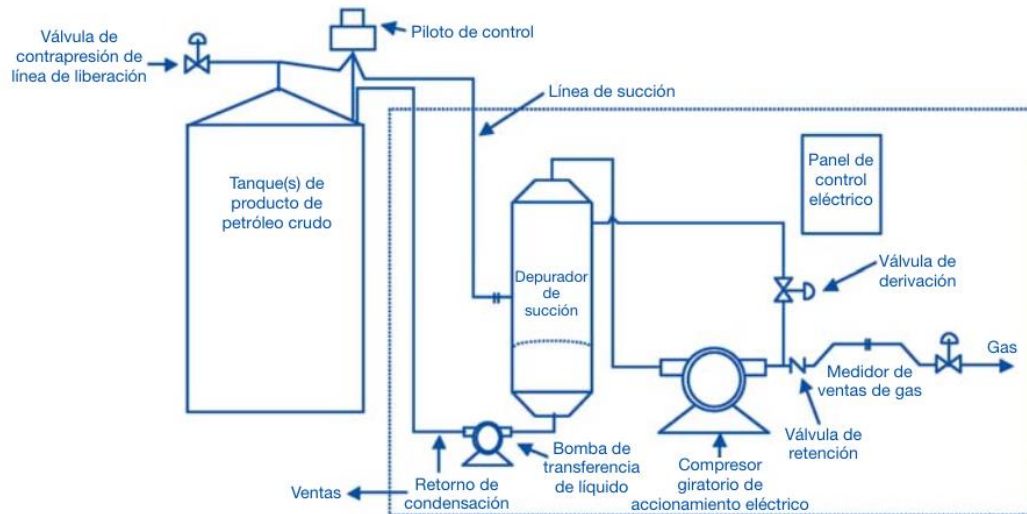 Válvula de
contrapresión de
línea de liberación
Piloto de control
Línea de succión
Panel de
control
eléctrico
Tanque(s) de
producto de
petróleo crudo
Depurador
de
succión
Válvula de
derivación
Gas
Medidor de
ventas de gas
Válvula de
retención
Bomba de
transferencia
de líquido
Compresor
giratorio de
accionamiento eléctrico
Retorno de
condensación
Ventas